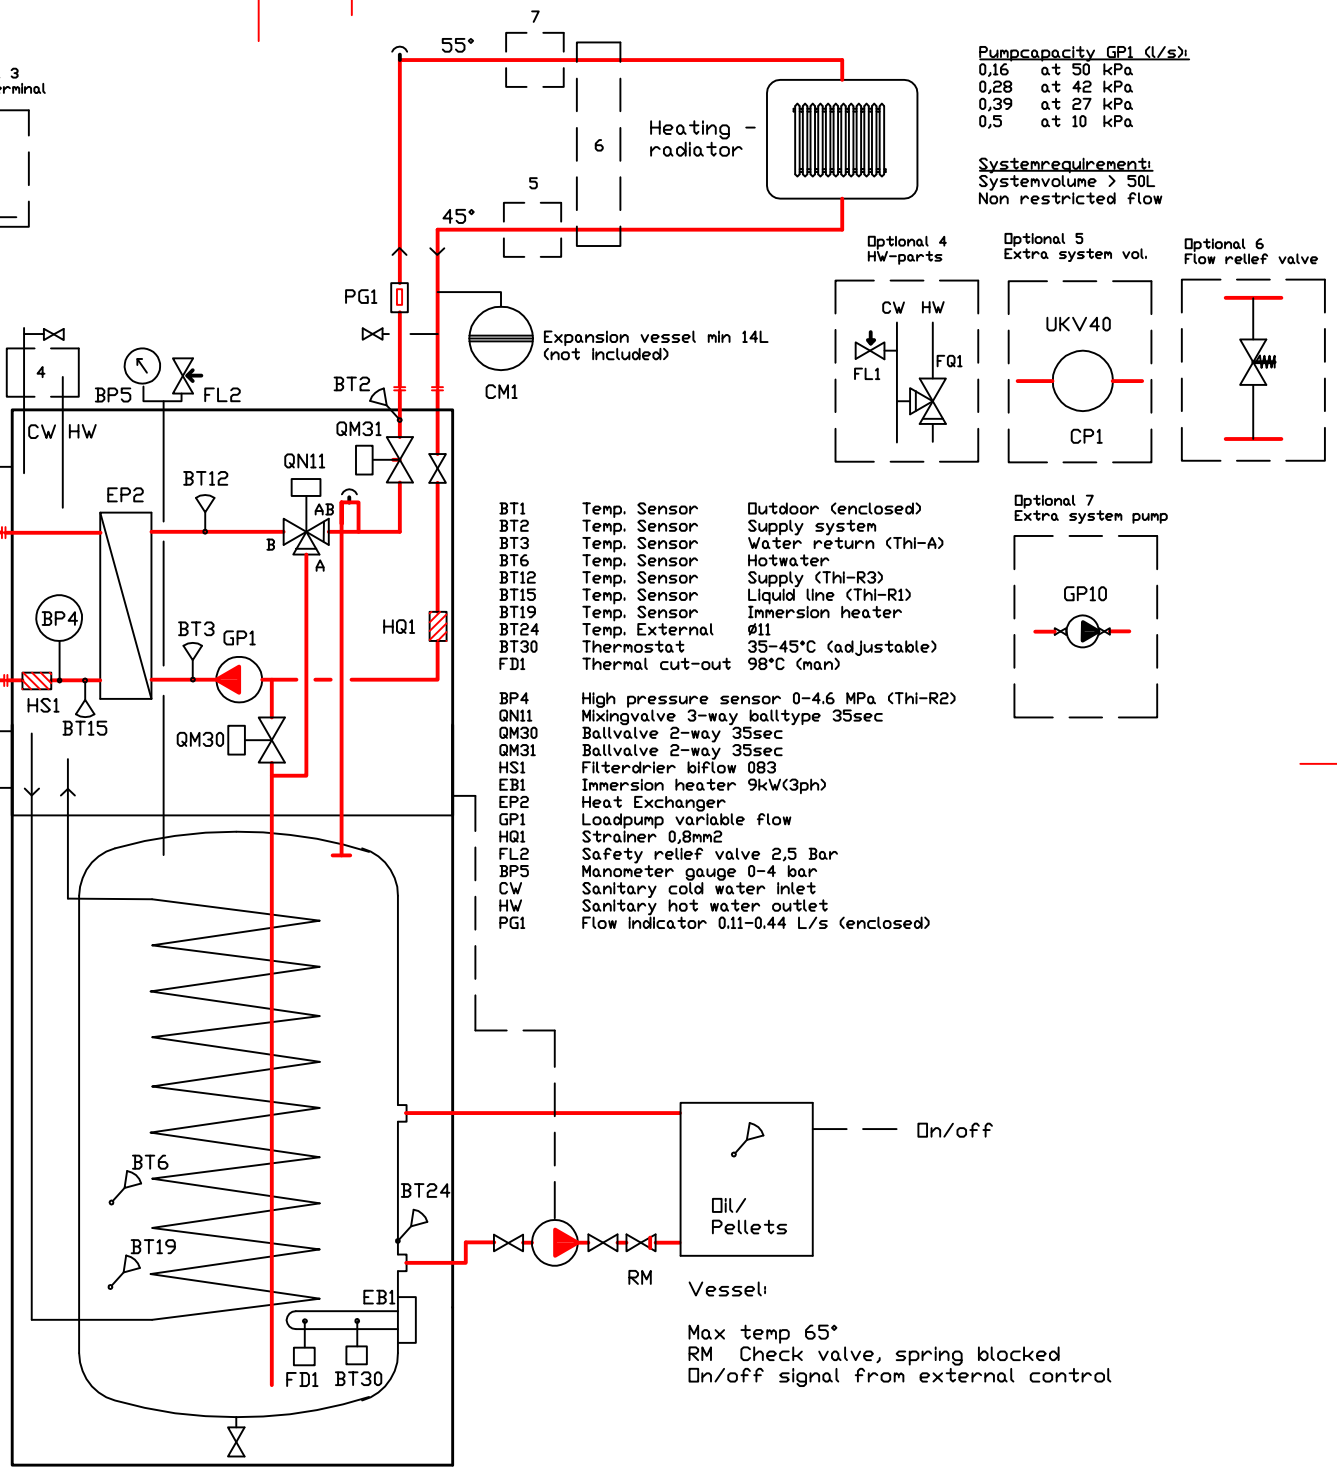 7
55°
Pumpcapacity GP1 (l/s):
0,16 at 50 kPa
0,28 at 42 kPa
0,39 at 27 kPa
0,5 at 10 kPa
3
erminal
Heating
radiator
6
5
45°
Systemrequirement:
Systemvolume > 50L
Non restricted flow
Optional 4
HW-parts
Optional 5
Extra system vol.
Optional 6
Flow relief valve
PG1
CW HW
FL1
FQ1
UKV40
CP1
Expansion vessel min 14L
(not included)
CM1
4
BP5
FL2
BT2
CW HW
QM31
QN11
BT12
EP2
AB
B
A
BP4
BT3
GP1
HQ1
HS1
BT15
QM30
Optional 7
Extra system pump
GP10
BT1 Temp. Sensor Outdoor (enclosed)
BT2 Temp. Sensor Supply system
BT3 Temp. Sensor Water return (Thi-A)
BT6 Temp. Sensor Hotwater
BT12 Temp. Sensor Supply (Thi-R3)
BT15 Temp. Sensor Liquid line (Thi-R1)
BT19 Temp. Sensor Immersion heater
BT24 Temp. External ø11
BT30 Thermostat 35-45°C (adjustable)
FD1 Thermal cut-out 98°C (man)
BP4 High pressure sensor 0-4.6 MPa (Thi-R2)
QN11 Mixingvalve 3-way balltype 35sec
QM30 Ballvalve 2-way 35sec
QM31 Ballvalve 2-way 35sec
HS1 Filterdrier biflow 083
EB1 Immersion heater 9kW(3ph)
EP2 Heat Exchanger
GP1 Loadpump variable flow
HQ1 Strainer 0,8mm2
FL2 Safety relief valve 2,5 Bar
BP5 Manometer gauge 0-4 bar
CW Sanitary cold water inlet
HW Sanitary hot water outlet
PG1 Flow indicator 0.11-0.44 L/s (enclosed)
On/off
BT6
BT24
Oil/
Pellets
BT19
RM
EB1
FD1 BT30
Vessel:
Max temp 65°
RM Check valve, spring blocked
On/off signal from external control